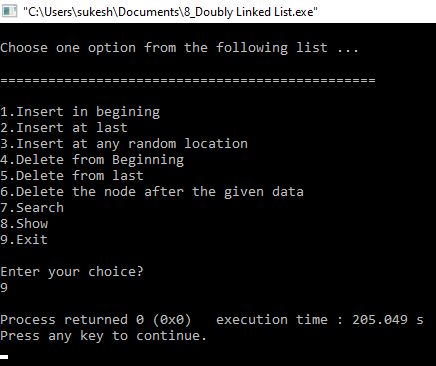 "C:\Users\sukesh\Documents\8_Doubly Linked List.exe"
Choose one option from the following list ...
===============================================
1.Insert in begining
2.Insert at last
3.Insert at any random location
4.Delete from Beginning
5.Delete from last
6.Delete the node after the given data
7.Search
8.Show
9.Exit
Enter your choice?
9
Process returned 0 (0x0)   execution time : 205.049 s
Press any key to continue.